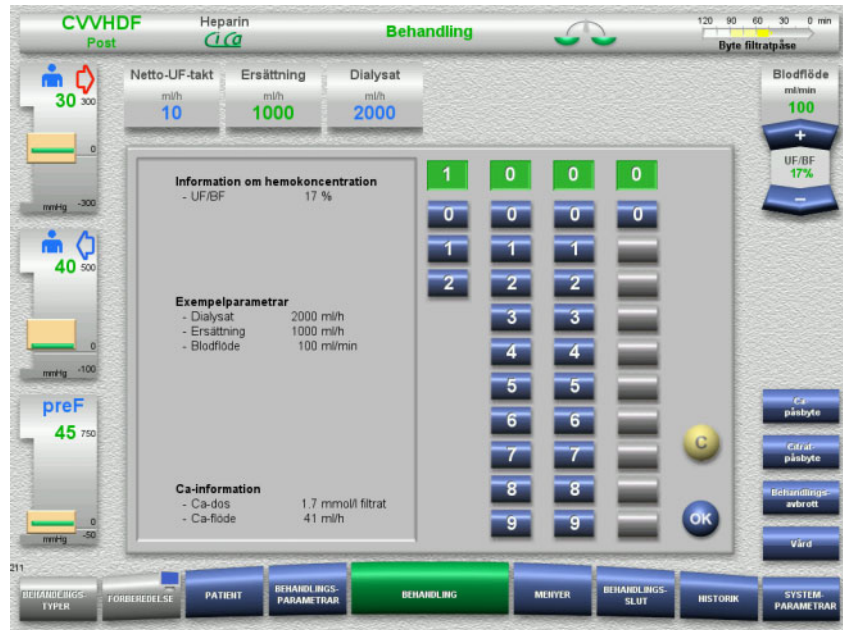 CVVHDF
Post
Heparin
CiCa
Behandling
120 90 60 30 0 min
Byte filtratpåse
30 300
0
mmHg -300
40 500
0
mmHg -100
preF
45 750
0
mmHg -50
Netto-UF-takt
ml/h
10
Ersättning
ml/h
1000
Dialysat
ml/h
2000
Blodflöde
ml/min
100
+
UF/BF
17%
−
Information om hemokoncentration
- UF/BF 17 %
Exempelparametrar
- Dialysat 2000 ml/h
- Ersättning 1000 ml/h
- Blodflöde 100 ml/min
Ca-information
- Ca-dos 1.7 mmol/l filtrat
- Ca-flöde 41 ml/h
1 0 0 0
0 0 0 0
1 1 1
2 2 2
3 3
4 4
5 5
6 6
7 7
8 8
9 9
C
OK
Ca-
påsbyte
Citrat-
påsbyte
Behandlings-
avbrott
Vård
211
BEHANDLINGS-
TYPER
FÖRBEREDELSE
PATIENT
BEHANDLINGS-
PARAMETRAR
BEHANDLING
MENYER
BEHANDLINGS-
SLUT
HISTORIK
SYSTEM-
PARAMETRAR